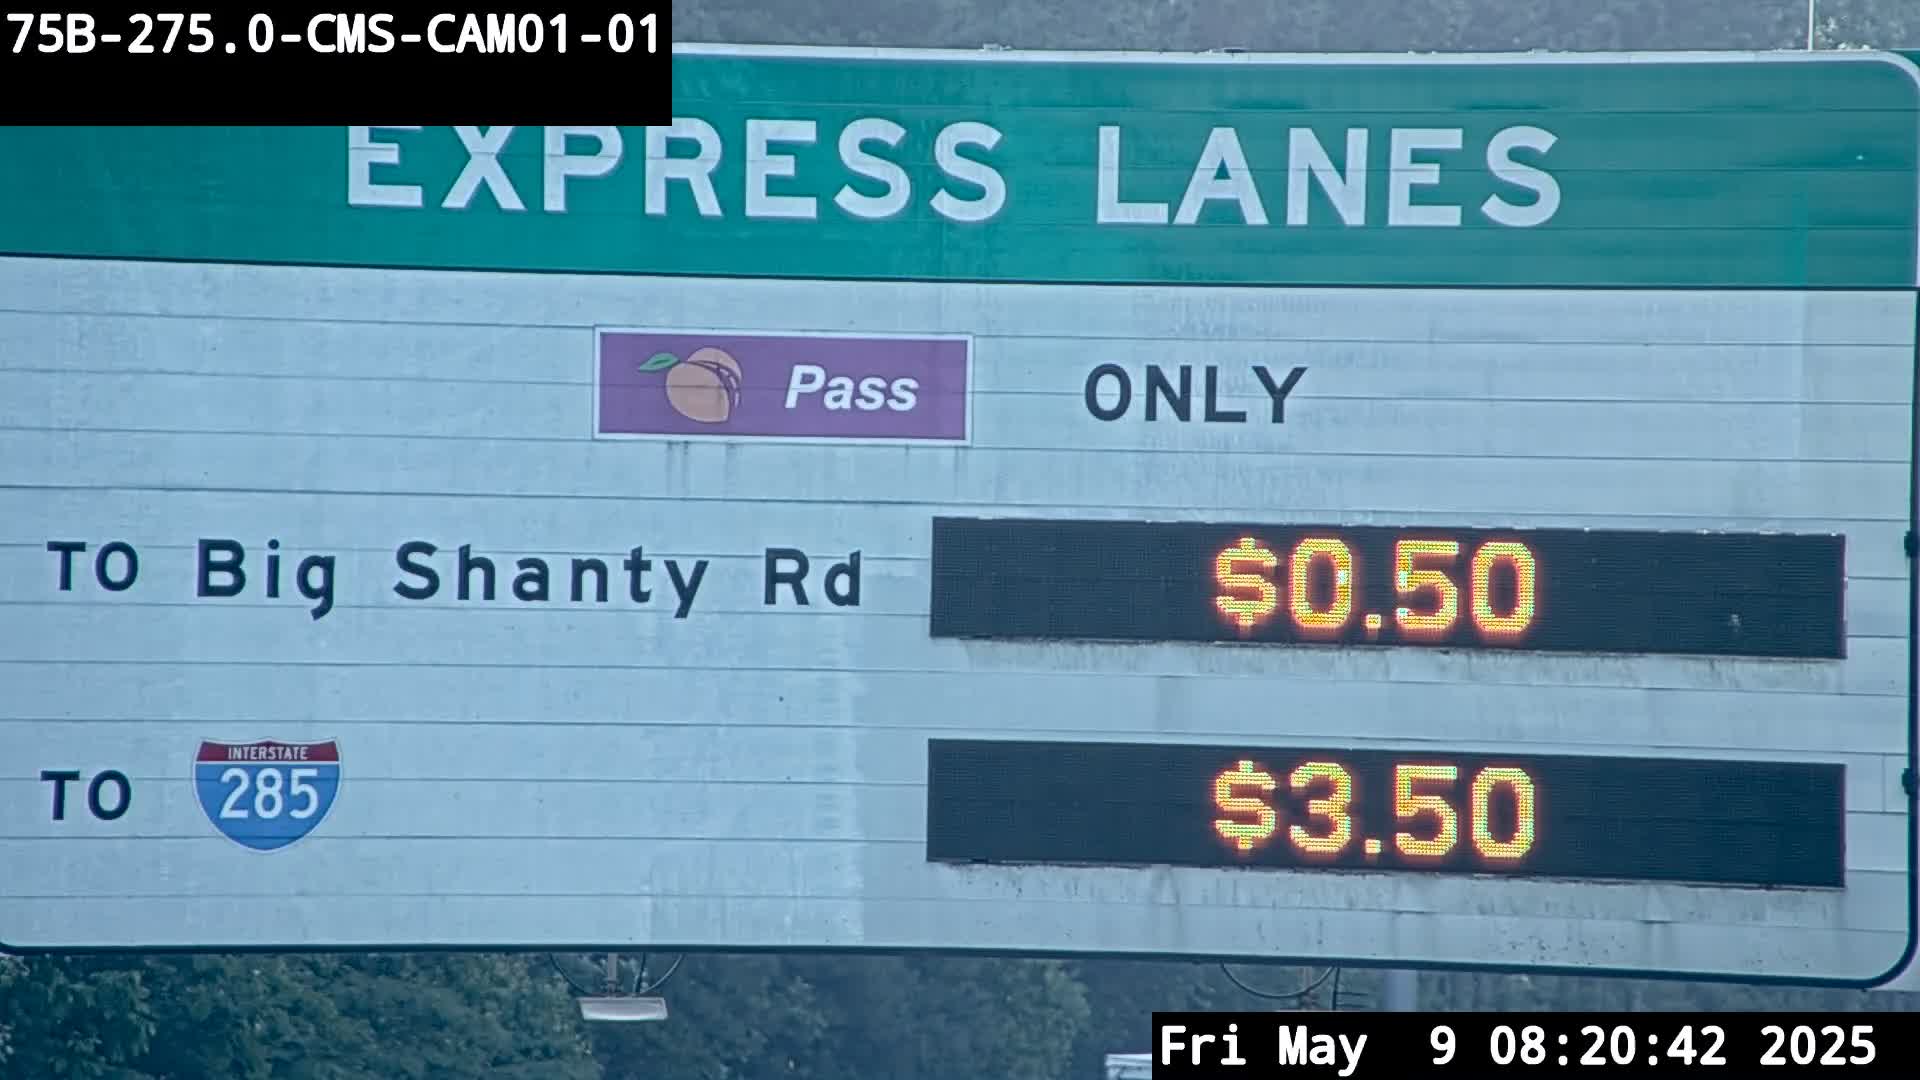 75B-275.0-CMS-CAM01-01
EXPRESS LANES
Pass ONLY
TO Big Shanty Rd $0.50
INTERSTATE
TO 285 $3.50
Fri May 9 08:20:42 2025